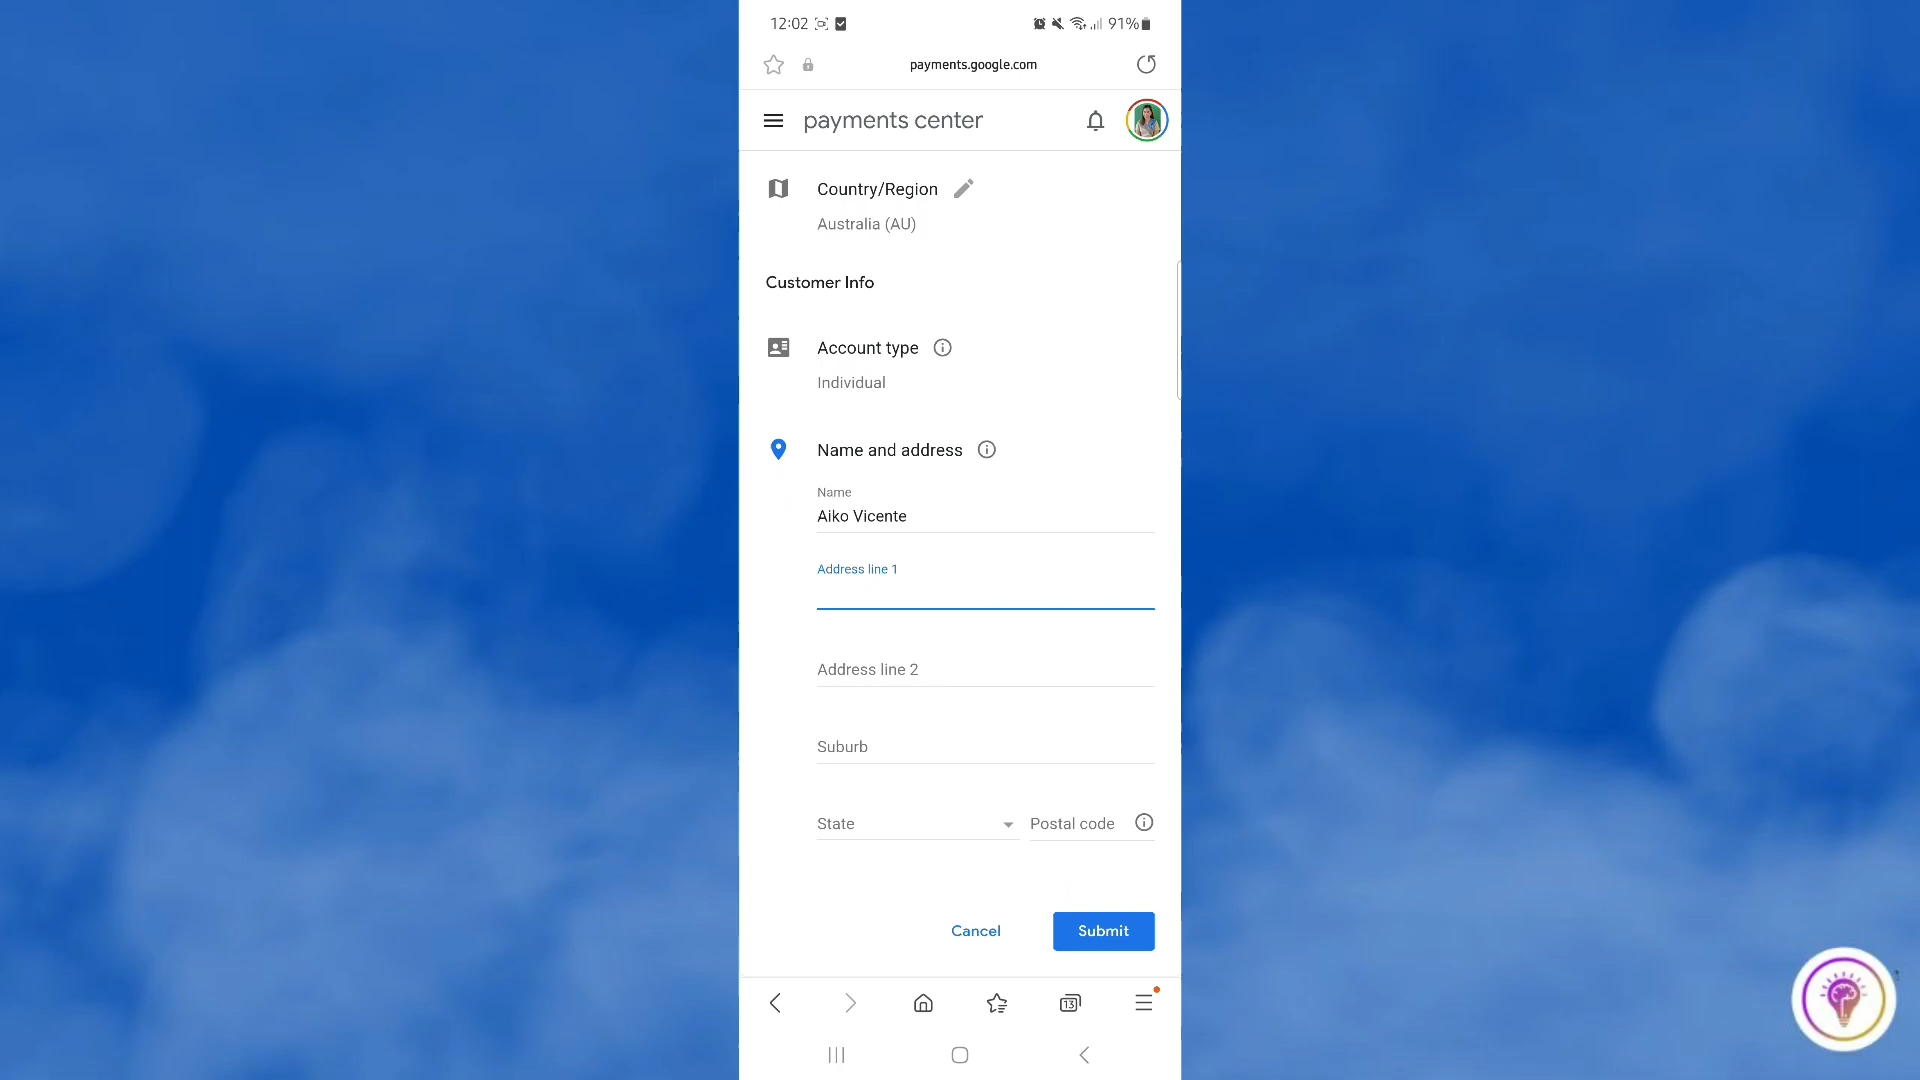 12:02
91%
payments.google.com
payments center
Country/Region
Australia (AU)
Customer Info
Account type
Individual
Name and address
Name
Aiko Vicente
Address line 1
Address line 2
Suburb
State
Postal code
Cancel
Submit
13